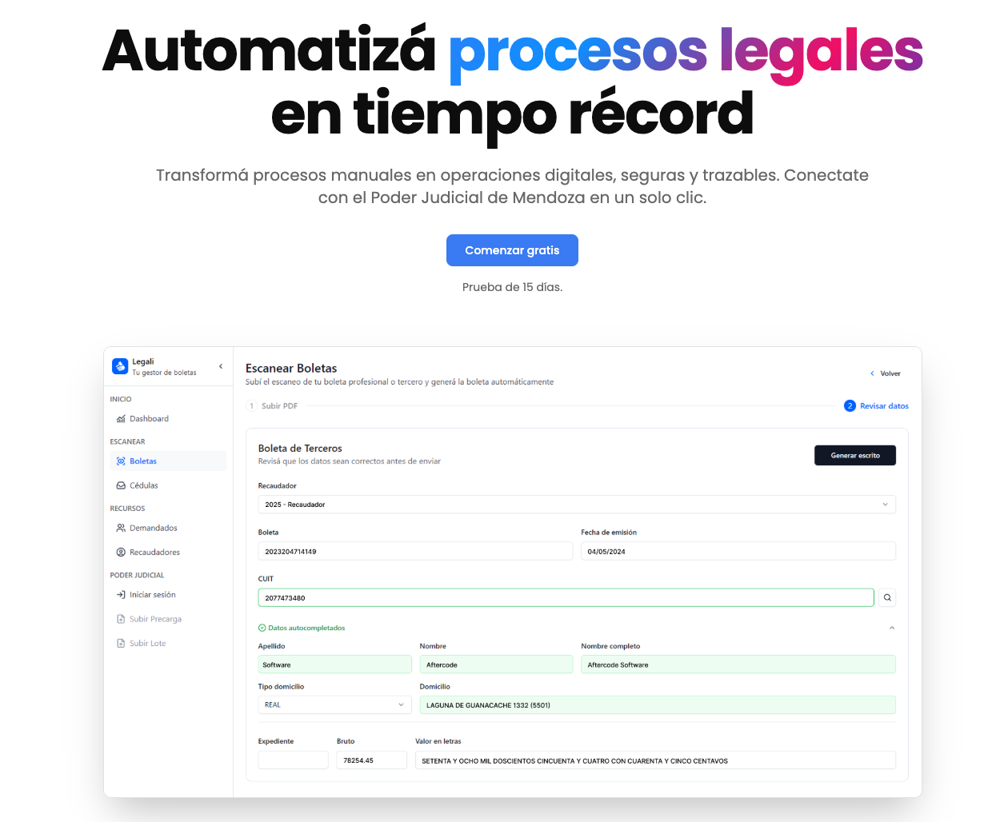 Automatizá procesos legales
en tiempo récord
Transformá procesos manuales en operaciones digitales, seguras y trazables. Conectate
con el Poder Judicial de Mendoza en un solo clic.
Comenzar gratis
Prueba de 15 días.
Legali
Tu gestor de boletas
INICIO
Dashboard
ESCANEAR
Boletas
Cédulas
RECURSOS
Demandados
Recaudadores
PODER JUDICIAL
Iniciar sesión
Subir Precarga
Subir Lote
Escanear Boletas
Subí el escaneo de tu boleta profesional o tercero y generá la boleta automáticamente
Volver
1 Subir PDF
2 Revisar datos
Boleta de Terceros
Revisá que los datos sean correctos antes de enviar
Generar escrito
Recaudador
2025 - Recaudador
Boleta Fecha de emisión
2023204714149 04/05/2024
CUIT
2077473480
Datos autocompletados
Apellido Nombre Nombre completo
Software Aftercode Aftercode Software
Tipo domicilio Domicilio
REAL LAGUNA DE GUANACACHE 1332 (5501)
Expediente Bruto Valor en letras
78254.45 SETENTA Y OCHO MIL DOSCIENTOS CINCUENTA Y CUATRO CON CUARENTA Y CINCO CENTAVOS